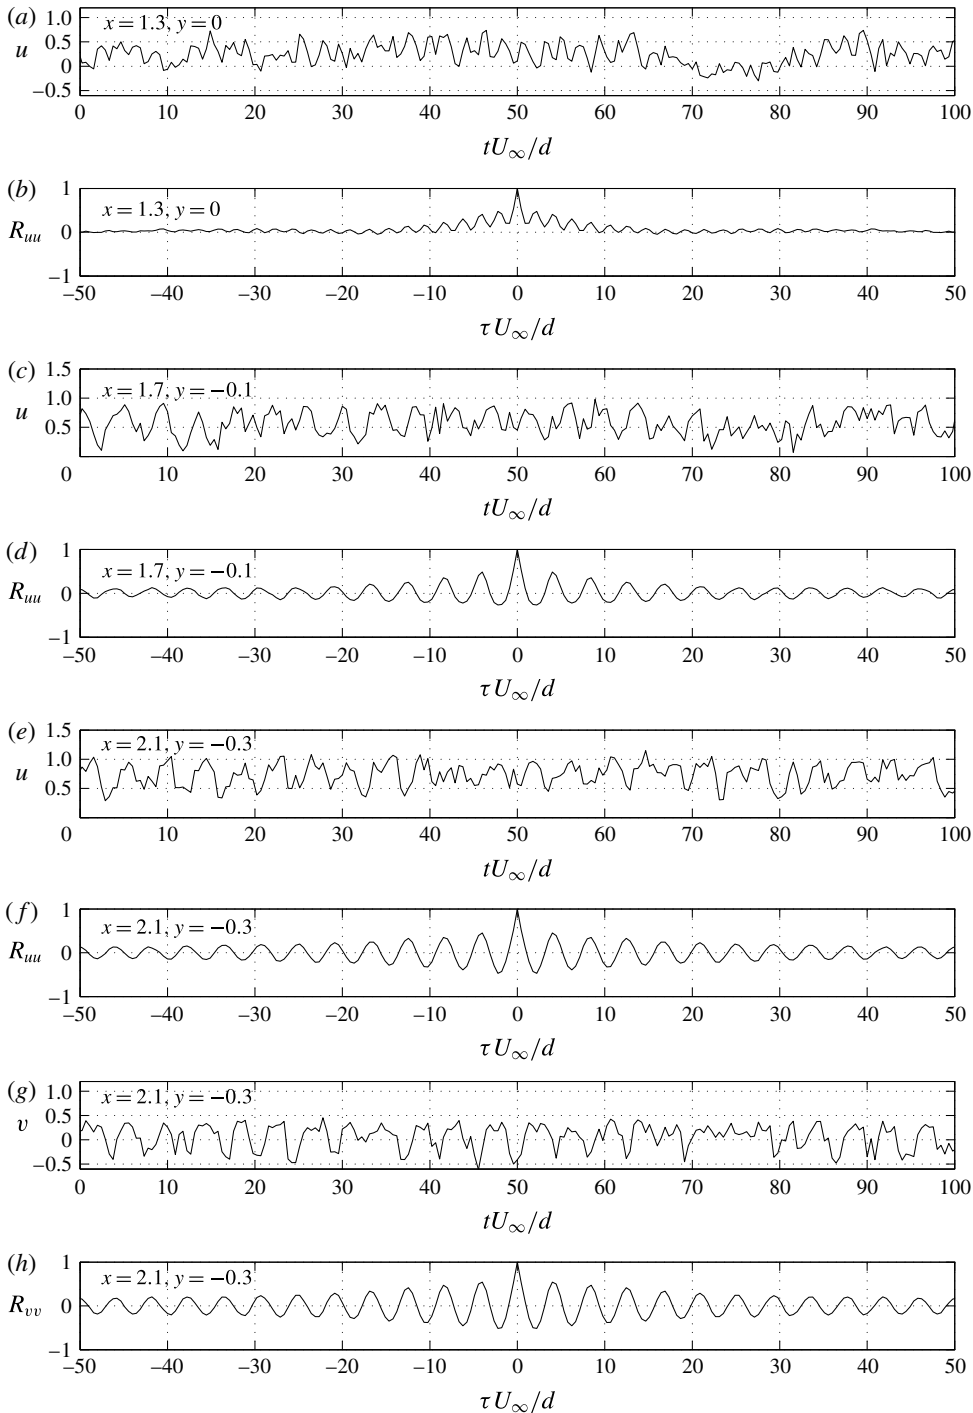 (a)
x = 1.3, y = 0
u
1.0
0.5
0
−0.5
0 10 20 30 40 50 60 70 80 90 100
tU∞/d
(b)
x = 1.3, y = 0
Ruu
1
0
−1
−50 −40 −30 −20 −10 0 10 20 30 40 50
τU∞/d
(c)
x = 1.7, y = −0.1
u
1.5
1.0
0.5
0 10 20 30 40 50 60 70 80 90 100
tU∞/d
(d)
x = 1.7, y = −0.1
Ruu
1
0
−1
−50 −40 −30 −20 −10 0 10 20 30 40 50
τU∞/d
(e)
x = 2.1, y = −0.3
u
1.5
1.0
0.5
0 10 20 30 40 50 60 70 80 90 100
tU∞/d
(f)
x = 2.1, y = −0.3
Ruu
1
0
−1
−50 −40 −30 −20 −10 0 10 20 30 40 50
τU∞/d
(g)
x = 2.1, y = −0.3
v
1.0
0.5
0
−0.5
0 10 20 30 40 50 60 70 80 90 100
tU∞/d
(h)
x = 2.1, y = −0.3
Rvv
1
0
−1
−50 −40 −30 −20 −10 0 10 20 30 40 50
τU∞/d